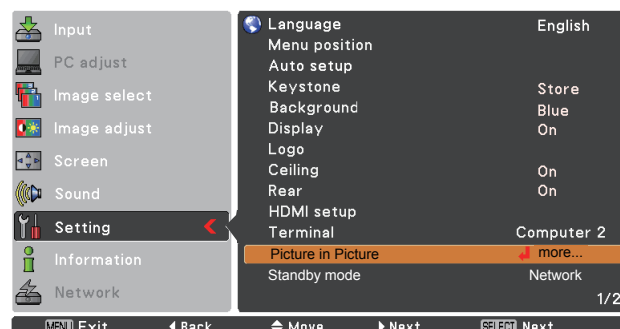 Input
PC adjust
Image select
Image adjust
Screen
Sound
Setting
Information
Network
Language English
Menu position
Auto setup
Keystone Store
Background Blue
Display On
Logo
Ceiling On
Rear On
HDMI setup
Terminal Computer 2
Picture in Picture more...
Standby mode Network
1/2
MENU Exit Back Move Next SELECT Next